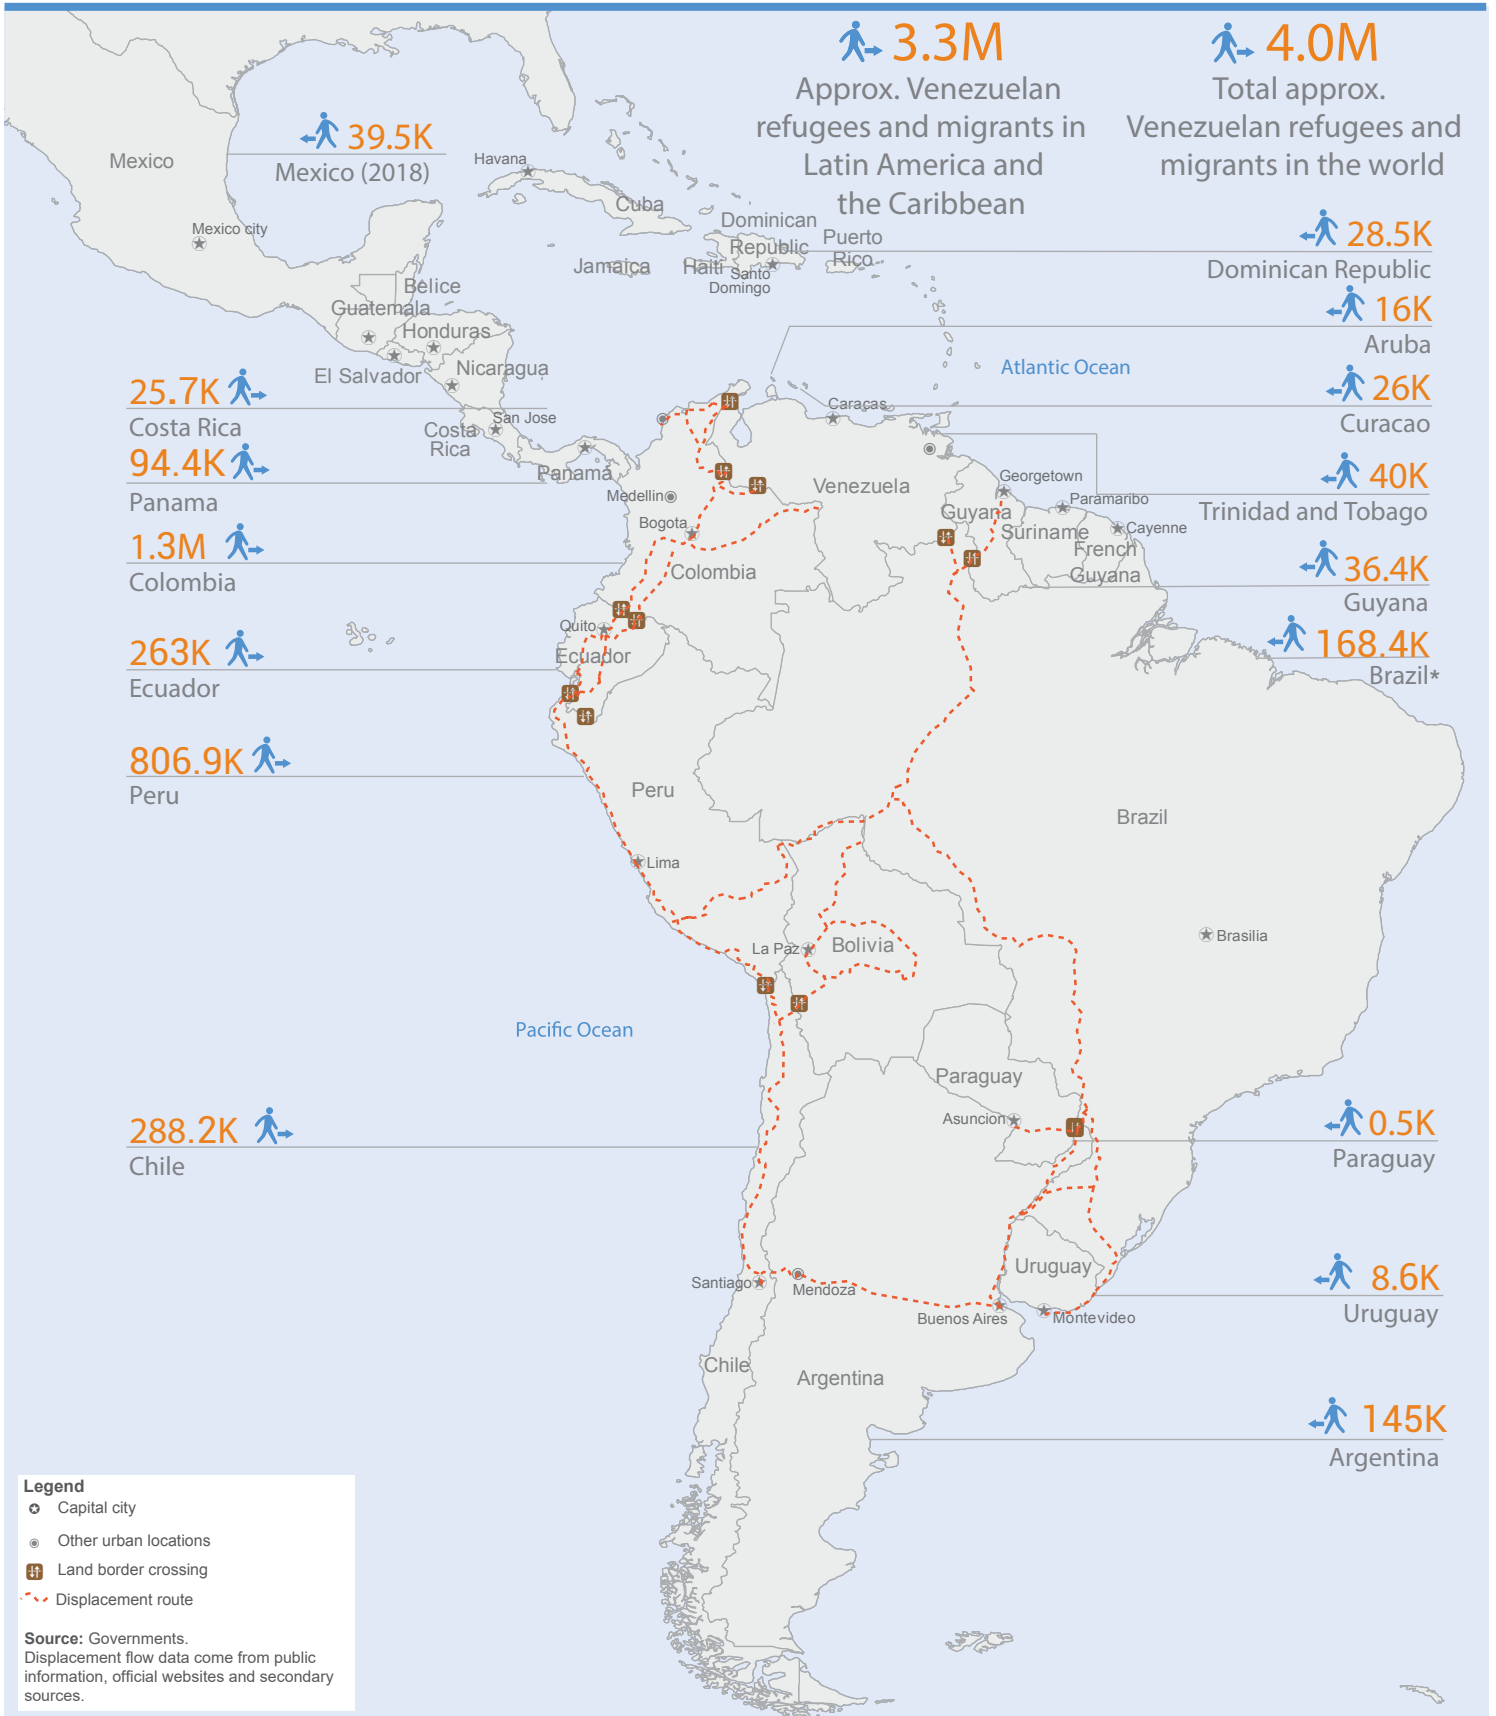 3.3M
Approx. Venezuelan
refugees and migrants in
Latin America and
the Caribbean
4.0M
Total approx.
Venezuelan refugees and
migrants in the world
39.5K
Mexico (2018)
Mexico
Mexico city
Havana
Cuba
Dominican
Republic
Puerto
Rico
Jamaica
Haiti
Santo
Domingo
28.5K
Dominican Republic
Belice
Guatemala
Honduras
El Salvador
Nicaragua
16K
Aruba
Atlantic Ocean
25.7K
Costa Rica
San Jose
Costa
Rica
Caracas
26K
Curacao
94.4K
Panama
Panamá
Medellin
Venezuela
Georgetown
Paramaribo
40K
Trinidad and Tobago
Bogota
Guyana
Suriname
Cayenne
French
Guyana
1.3M
Colombia
Colombia
36.4K
Guyana
Quito
Ecuador
263K
Ecuador
168.4K
Brazil*
806.9K
Peru
Peru
Brazil
Lima
La Paz
Bolivia
Brasilia
Pacific Ocean
Paraguay
Asuncion
288.2K
Chile
0.5K
Paraguay
Santiago
Mendoza
Uruguay
Buenos Aires
Montevideo
8.6K
Uruguay
Chile
Argentina
145K
Argentina
Legend
Capital city
Other urban locations
Land border crossing
Displacement route
Source: Governments.
Displacement flow data come from public
information, official websites and secondary
sources.